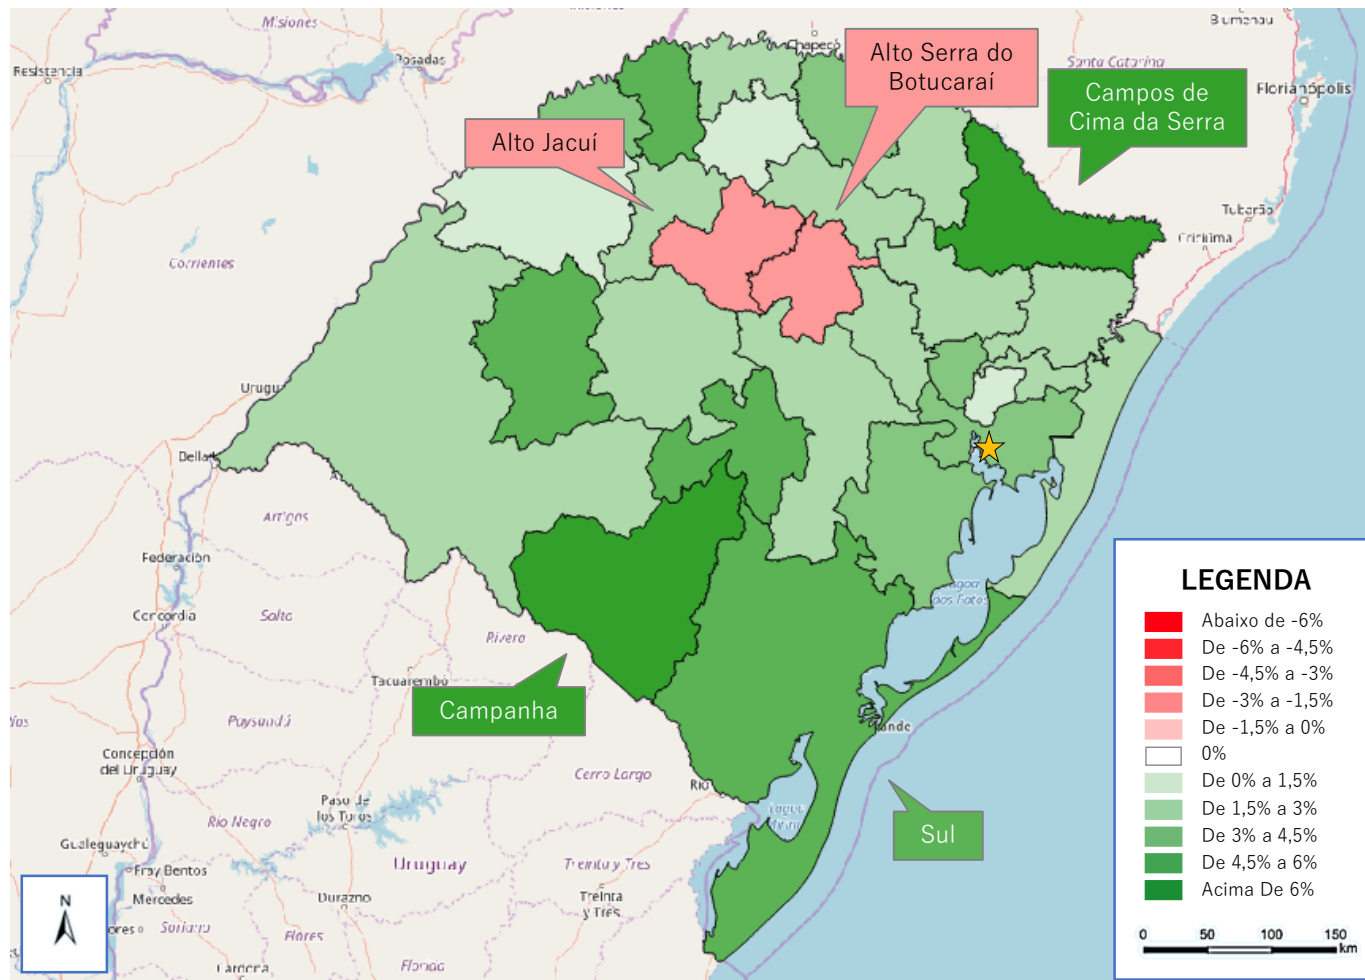 Misiones
Posadas
Resistencia
Chapecó
Blumenau
Santa Catarina
Florianópolis
Alto Serra do
Botucaraí
Campos de
Cima da Serra
Alto Jacuí
Tubarão
Criciúma
Corrientes
Bella
Artigas
Federación
Concordia
Salto
Rivera
Tacuarembó
Campanha
Paysandú
Concepción
del Uruguay
Cerro Largo
Río Negro
Paso de
los Toros
Gualeguaychú
Fray Bentos
Mercedes
Uruguay
Treinta y Tres
Durazno
Treinta
y Tres
Soriano
Flores
Florida
Lagoa
dos Patos
Sul
N
LEGENDA
Abaixo de -6%
De -6% a -4,5%
De -4,5% a -3%
De -3% a -1,5%
De -1,5% a 0%
0%
De 0% a 1,5%
De 1,5% a 3%
De 3% a 4,5%
De 4,5% a 6%
Acima De 6%
0 50 100 150
km